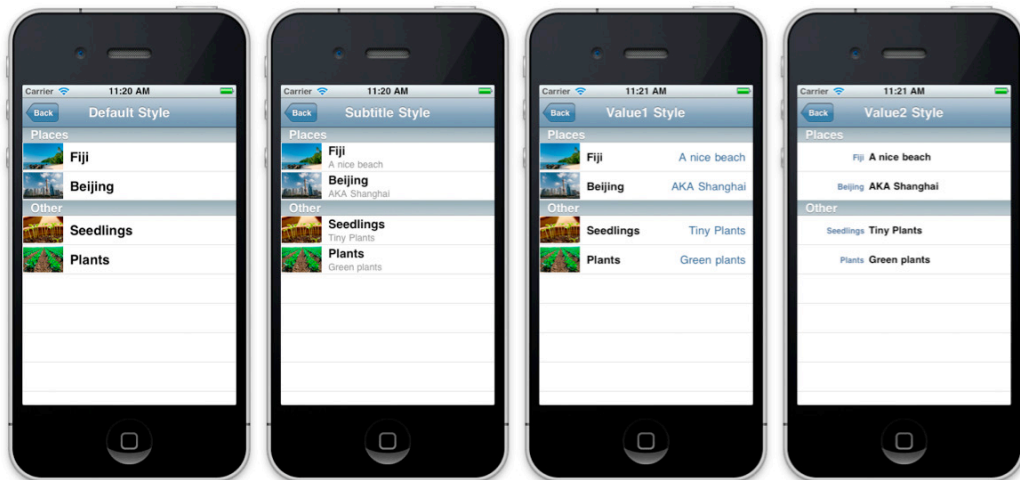 Carrier 11:20 AM
Back Default Style
Places
Fiji
Beijing
Other
Seedlings
Plants
Carrier 11:20 AM
Back Subtitle Style
Places
Fiji
A nice beach
Beijing
AKA Shanghai
Other
Seedlings
Tiny Plants
Plants
Green plants
Carrier 11:21 AM
Back Value1 Style
Places
Fiji A nice beach
Beijing AKA Shanghai
Other
Seedlings Tiny Plants
Plants Green plants
Carrier 11:21 AM
Back Value2 Style
Places
Fiji A nice beach
Beijing AKA Shanghai
Other
Seedlings Tiny Plants
Plants Green plants